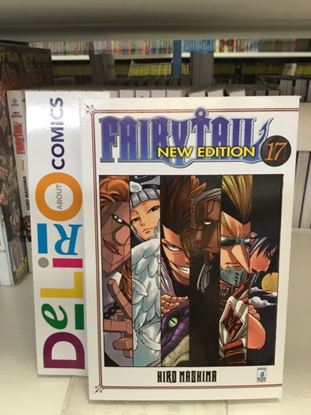 FAIRY TAIL
NEW EDITION 17
HIRO MASHIMA
DeLiRiO
ABOUT
COMICS